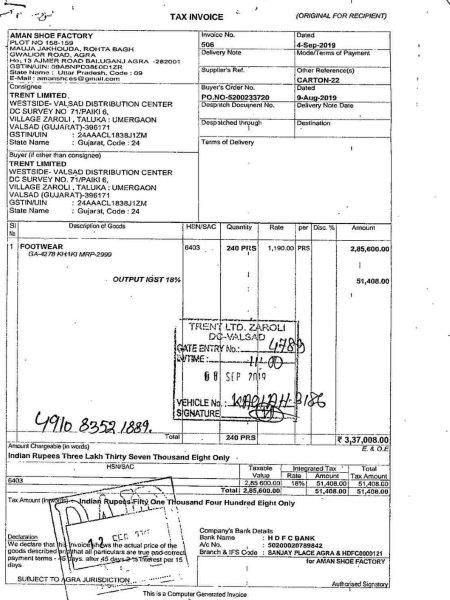 TAX INVOICE
(ORIGINAL FOR RECIPIENT)
AMAN SHOE FACTORY
PLOT NO 158-159
MAUJA JAKHOUDA, ROHTA BAGH
GWALIOR ROAD, AGRA
Ho; 13 AJMER ROAD BALUGANJ AGRA -282001
GSTIN/UIN: 09ABNPD3850D1ZR
State Name : Uttar Pradesh, Code : 09
E-Mail : amanshces@gmail.com
Invoice No.
506
Dated
4-Sep-2019
Delivery Note
Mode/Terms of Payment
Supplier's Ref.
Other Reference(s)
CARTON-22
Consignee
TRENT LIMITED
WESTSIDE- VALSAD DISTRIBUTION CENTER
DC SURVEY NO 71/PAIKI 6,
VILLAGE ZAROLI , TALUKA : UMERGAON
VALSAD (GUJARAT)-396171
GSTIN/UIN : 24AAACL1838J1ZM
State Name : Gujarat, Code : 24
Buyer's Order No.
PO.NO-5200233720
Dated
9-Aug-2019
Despatch Document No.
Delivery Note Date
Despatched through
Destination
Terms of Delivery
Buyer (if other than consignee)
TRENT LIMITED
WESTSIDE- VALSAD DISTRIBUTION CENTER
DC SURVEY NO. 71/PAIKI 6,
VILLAGE ZAROLI , TALUKA : UMERGAON
VALSAD (GUJARAT)-396171
GSTIN/UIN : 24AAACL1838J1ZM
State Name : Gujarat, Code : 24
Sl No Description of Goods HSN/SAC Quantity Rate per Disc. % Amount
1 FOOTWEAR 6403 240 PRS 1,190.00 PRS 2,85,600.00
GA-4278 KHAKI MRP-2999
OUTPUT IGST 18% 51,408.00
TRENT LTD. ZAROLI
DC-VALSAD
GATE ENTRY No.: 4789
INTIME: 11-00
08 SEP 2019
VEHICLE No.:
SIGNATURE
4910 8352 1889.
Total 240 PRS ₹ 3,37,008.00
Amount Chargeable (in words)
E. & O.E
Indian Rupees Three Lakh Thirty Seven Thousand Eight Only
HSN/SAC Taxable Value Integrated Tax Rate Amount Total Tax Amount
6403 2,85,600.00 18% 51,408.00 51,408.00
Total 2,85,600.00 51,408.00 51,408.00
Tax Amount (in words) : Indian Rupees Fifty One Thousand Four Hundred Eight Only
Company's Bank Details
Bank Name : H D F C BANK
A/c No. : 50200020789842
Branch & IFS Code : SANJAY PLACE AGRA & HDFC0000121
Declaration
We declare that this invoice shows the actual price of the
goods described and that all particulars are true and correct
payment terms - 45 days. after 45 days 2 % interest per 15
days
for AMAN SHOE FACTORY
Authorised Signatory
SUBJECT TO AGRA JURISDICTION
This is a Computer Generated Invoice